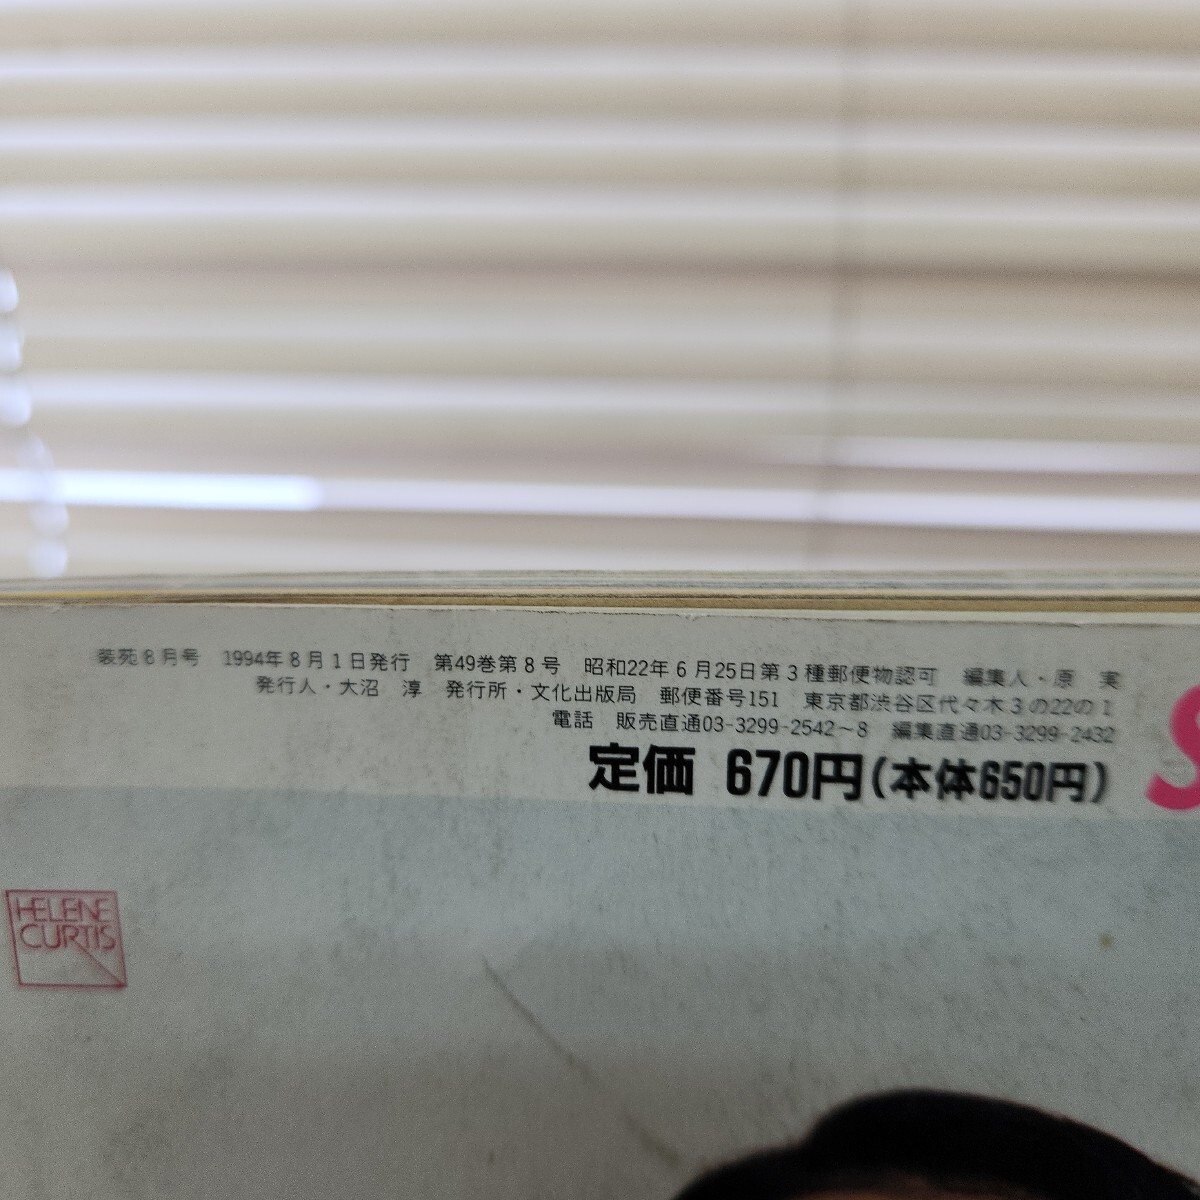 装苑8月号　1994年8月1日発行　第49巻第8号　昭和22年6月25日第3種郵便物認可　編集人・原　実
発行人・大沼　淳　発行所・文化出版局　郵便番号151　東京都渋谷区代々木3の22の1
電話　販売直通03-3299-2542~8　編集直通03-3299-2432
定価 670円(本体650円)
S
HELENE
CURTIS